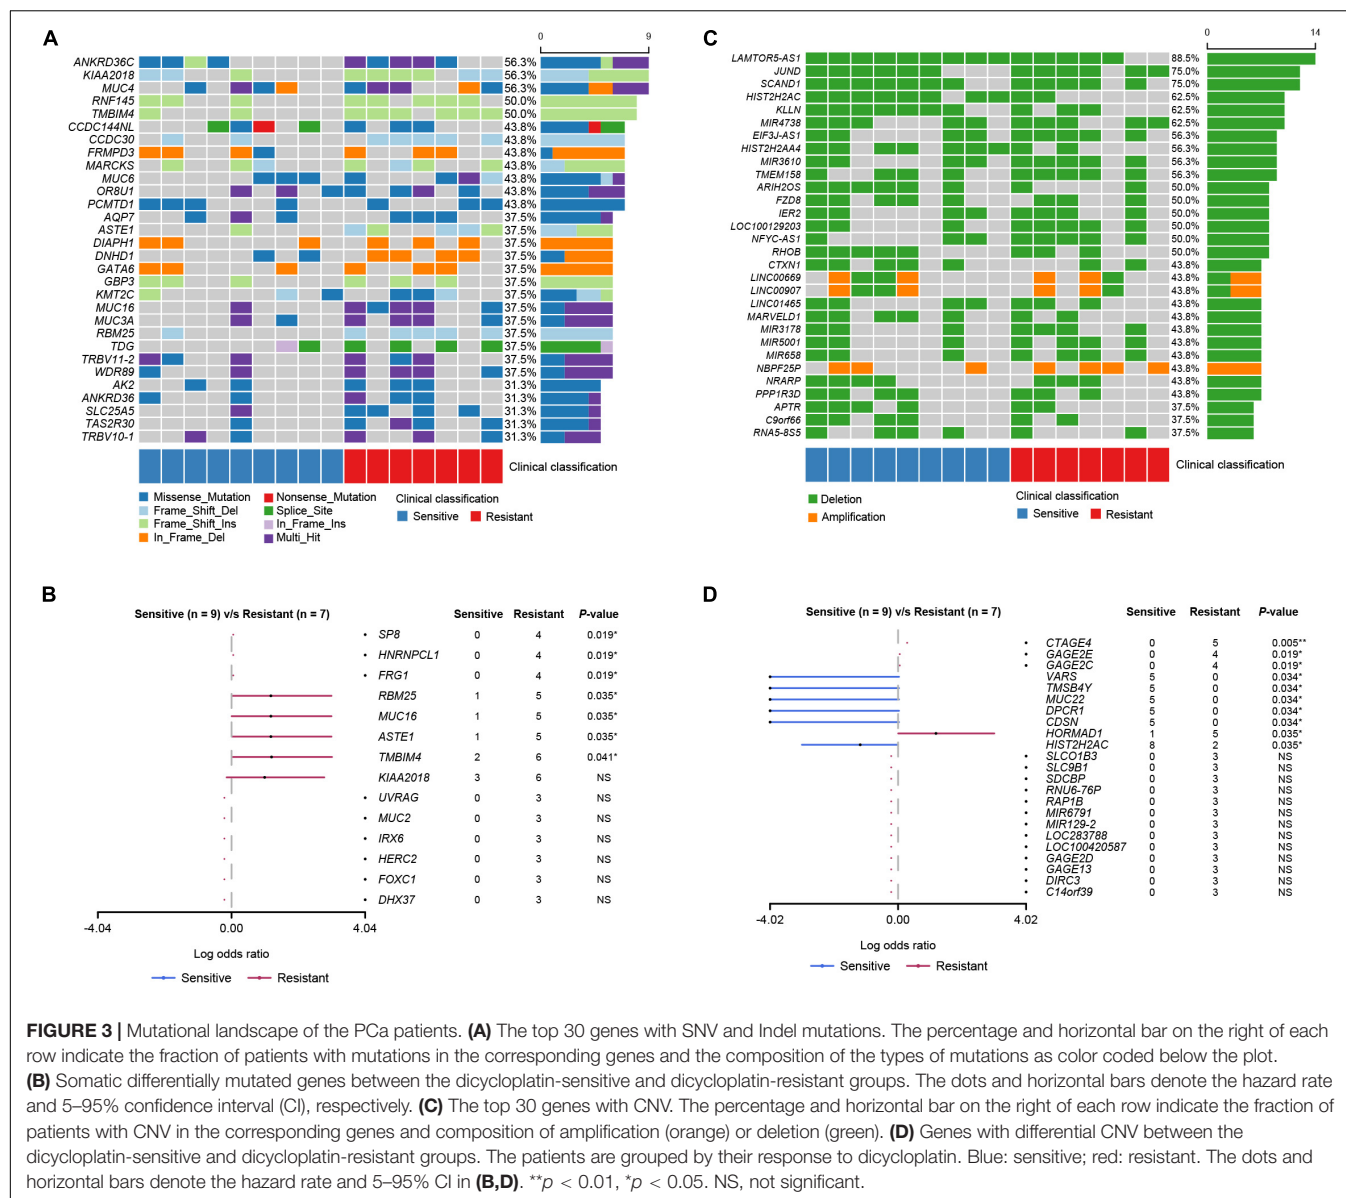 A
0 9
ANKRD36C 56.3%
KIAA2018 56.3%
MUC4 56.3%
RNF145 50.0%
TMBIM4 50.0%
CCDC144NL 43.8%
CCDC30 43.8%
FRMPD3 43.8%
MARCKS 43.8%
MUC6 43.8%
OR8U1 43.8%
PCMTD1 43.8%
AQP7 37.5%
ASTE1 37.5%
DIAPH1 37.5%
DNHD1 37.5%
GATA6 37.5%
GBP3 37.5%
KMT2C 37.5%
MUC16 37.5%
MUC3A 37.5%
RBM25 37.5%
TDG 37.5%
TRBV11-2 37.5%
WDR89 37.5%
AK2 31.3%
ANKRD36 31.3%
SLC25A5 31.3%
TAS2R30 31.3%
TRBV10-1 31.3%
Clinical classification
Missense_Mutation Nonsense_Mutation Clinical classification
Frame_Shift_Del Splice_Site Sensitive Resistant
Frame_Shift_Ins In_Frame_Ins
In_Frame_Del Multi_Hit
C
0 14
LAMTOR5-AS1 88.5%
JUND 75.0%
SCAND1 75.0%
HIST2H2AC 62.5%
KLLN 62.5%
MIR4738 62.5%
EIF3J-AS1 56.3%
HIST2H2AA4 56.3%
MIR3610 56.3%
TMEM158 56.3%
ARIH2OS 50.0%
FZD8 50.0%
IER2 50.0%
LOC100129203 50.0%
NFYC-AS1 50.0%
RHOB 50.0%
CTXN1 43.8%
LINC00669 43.8%
LINC00907 43.8%
LINC01465 43.8%
MARVELD1 43.8%
MIR3178 43.8%
MIR5001 43.8%
MIR658 43.8%
NBPF25P 43.8%
NRARP 43.8%
PPP1R3D 43.8%
APTR 37.5%
C9orf66 37.5%
RNA5-8S5 37.5%
Clinical classification
Deletion Clinical classification
Amplification Sensitive Resistant
B
Sensitive (n = 9) v/s Resistant (n = 7) Sensitive Resistant P-value
SP8 0 4 0.019*
HNRNPCL1 0 4 0.019*
FRG1 0 4 0.019*
RBM25 1 5 0.035*
MUC16 1 5 0.035*
ASTE1 1 5 0.035*
TMBIM4 2 6 0.041*
KIAA2018 3 6 NS
UVRAG 0 3 NS
MUC2 0 3 NS
IRX6 0 3 NS
HERC2 0 3 NS
FOXC1 0 3 NS
DHX37 0 3 NS
-4.04 0.00 4.04
Log odds ratio
Sensitive Resistant
D
Sensitive (n = 9) v/s Resistant (n = 7) Sensitive Resistant P-value
CTAGE4 0 5 0.005**
GAGE2E 0 4 0.019*
GAGE2C 0 4 0.019*
VARS 5 0 0.034*
TMSB4Y 5 0 0.034*
MUC22 5 0 0.034*
DPCR1 5 0 0.034*
CDSN 5 0 0.034*
HORMAD1 1 5 0.035*
HIST2H2AC 8 2 0.035*
SLCO1B3 0 3 NS
SLC9B1 0 3 NS
SDCBP 0 3 NS
RNU6-76P 0 3 NS
RAP1B 0 3 NS
MIR6791 0 3 NS
MIR129-2 0 3 NS
LOC283788 0 3 NS
LOC100420587 0 3 NS
GAGE2D 0 3 NS
GAGE13 0 3 NS
DIRC3 0 3 NS
C14orf39 0 3 NS
-4.02 0.00 4.02
Log odds ratio
Sensitive Resistant
FIGURE 3 | Mutational landscape of the PCa patients. (A) The top 30 genes with SNV and Indel mutations. The percentage and horizontal bar on the right of each
row indicate the fraction of patients with mutations in the corresponding genes and the composition of the types of mutations as color coded below the plot.
(B) Somatic differentially mutated genes between the dicycloplatin-sensitive and dicycloplatin-resistant groups. The dots and horizontal bars denote the hazard rate
and 5–95% confidence interval (CI), respectively. (C) The top 30 genes with CNV. The percentage and horizontal bar on the right of each row indicate the fraction of
patients with CNV in the corresponding genes and composition of amplification (orange) or deletion (green). (D) Genes with differential CNV between the
dicycloplatin-sensitive and dicycloplatin-resistant groups. The patients are grouped by their response to dicycloplatin. Blue: sensitive; red: resistant. The dots and
horizontal bars denote the hazard rate and 5–95% CI in (B,D). **p < 0.01, *p < 0.05. NS, not significant.